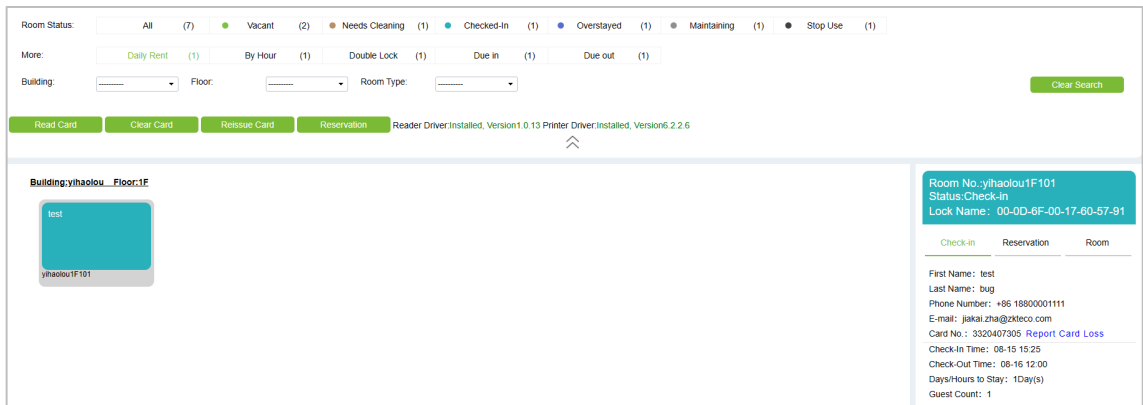 Room Status: All (7) Vacant (2) Needs Cleaning (1) Checked-In (1) Overstayed (1) Maintaining (1) Stop Use (1)
More: Daily Rent (1) By Hour (1) Double Lock (1) Due in (1) Due out (1)
Building: ---------- Floor: ---------- Room Type: ----------
Clear Search
Read Card Clear Card Reissue Card Reservation Reader Driver:Installed, Version1.0.13 Printer Driver:Installed, Version6.2.2.6
Building:yihaolou Floor:1F
test
yihaolou1F101
Room No.:yihaolou1F101
Status:Check-in
Lock Name: 00-0D-6F-00-17-60-57-91
Check-in Reservation Room
First Name: test
Last Name: bug
Phone Number: +86 18800001111
E-mail: jiakai.zha@zkteco.com
Card No.: 3320407305 Report Card Loss
Check-In Time: 08-15 15:25
Check-Out Time: 08-16 12:00
Days/Hours to Stay: 1Day(s)
Guest Count: 1